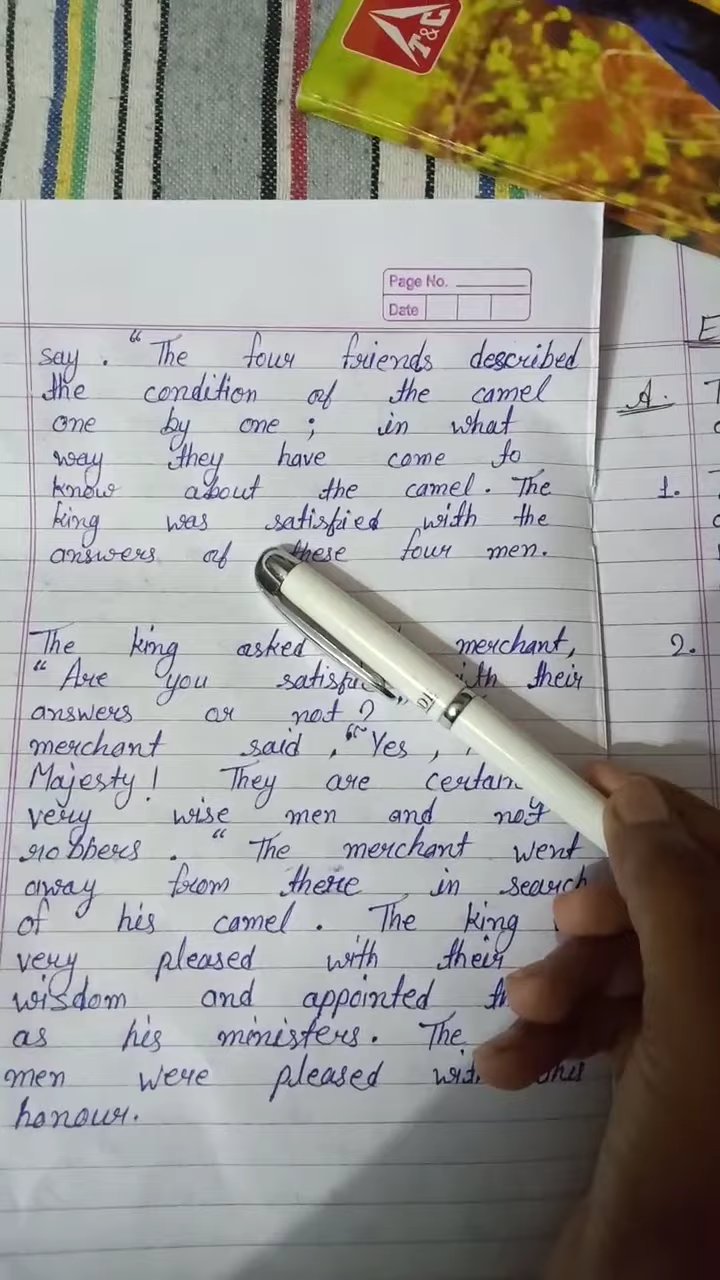 T&C
Page No.
Date
say . "The four friends described
the condition of the camel
one by one ; in what
way they have come to
know about the camel. The
king was satisfied with the
answers of these four men.
The king asked merchant,
"Are you with their
answers or not ?
merchant said , "Yes ,
Majesty! They are
very wise men and not
robbers . " The merchant went
away from there in search
of his camel . The king
very pleased with their
wisdom and appointed
as his ministers. The
men were pleased with this
honour.
A.
1.
2.